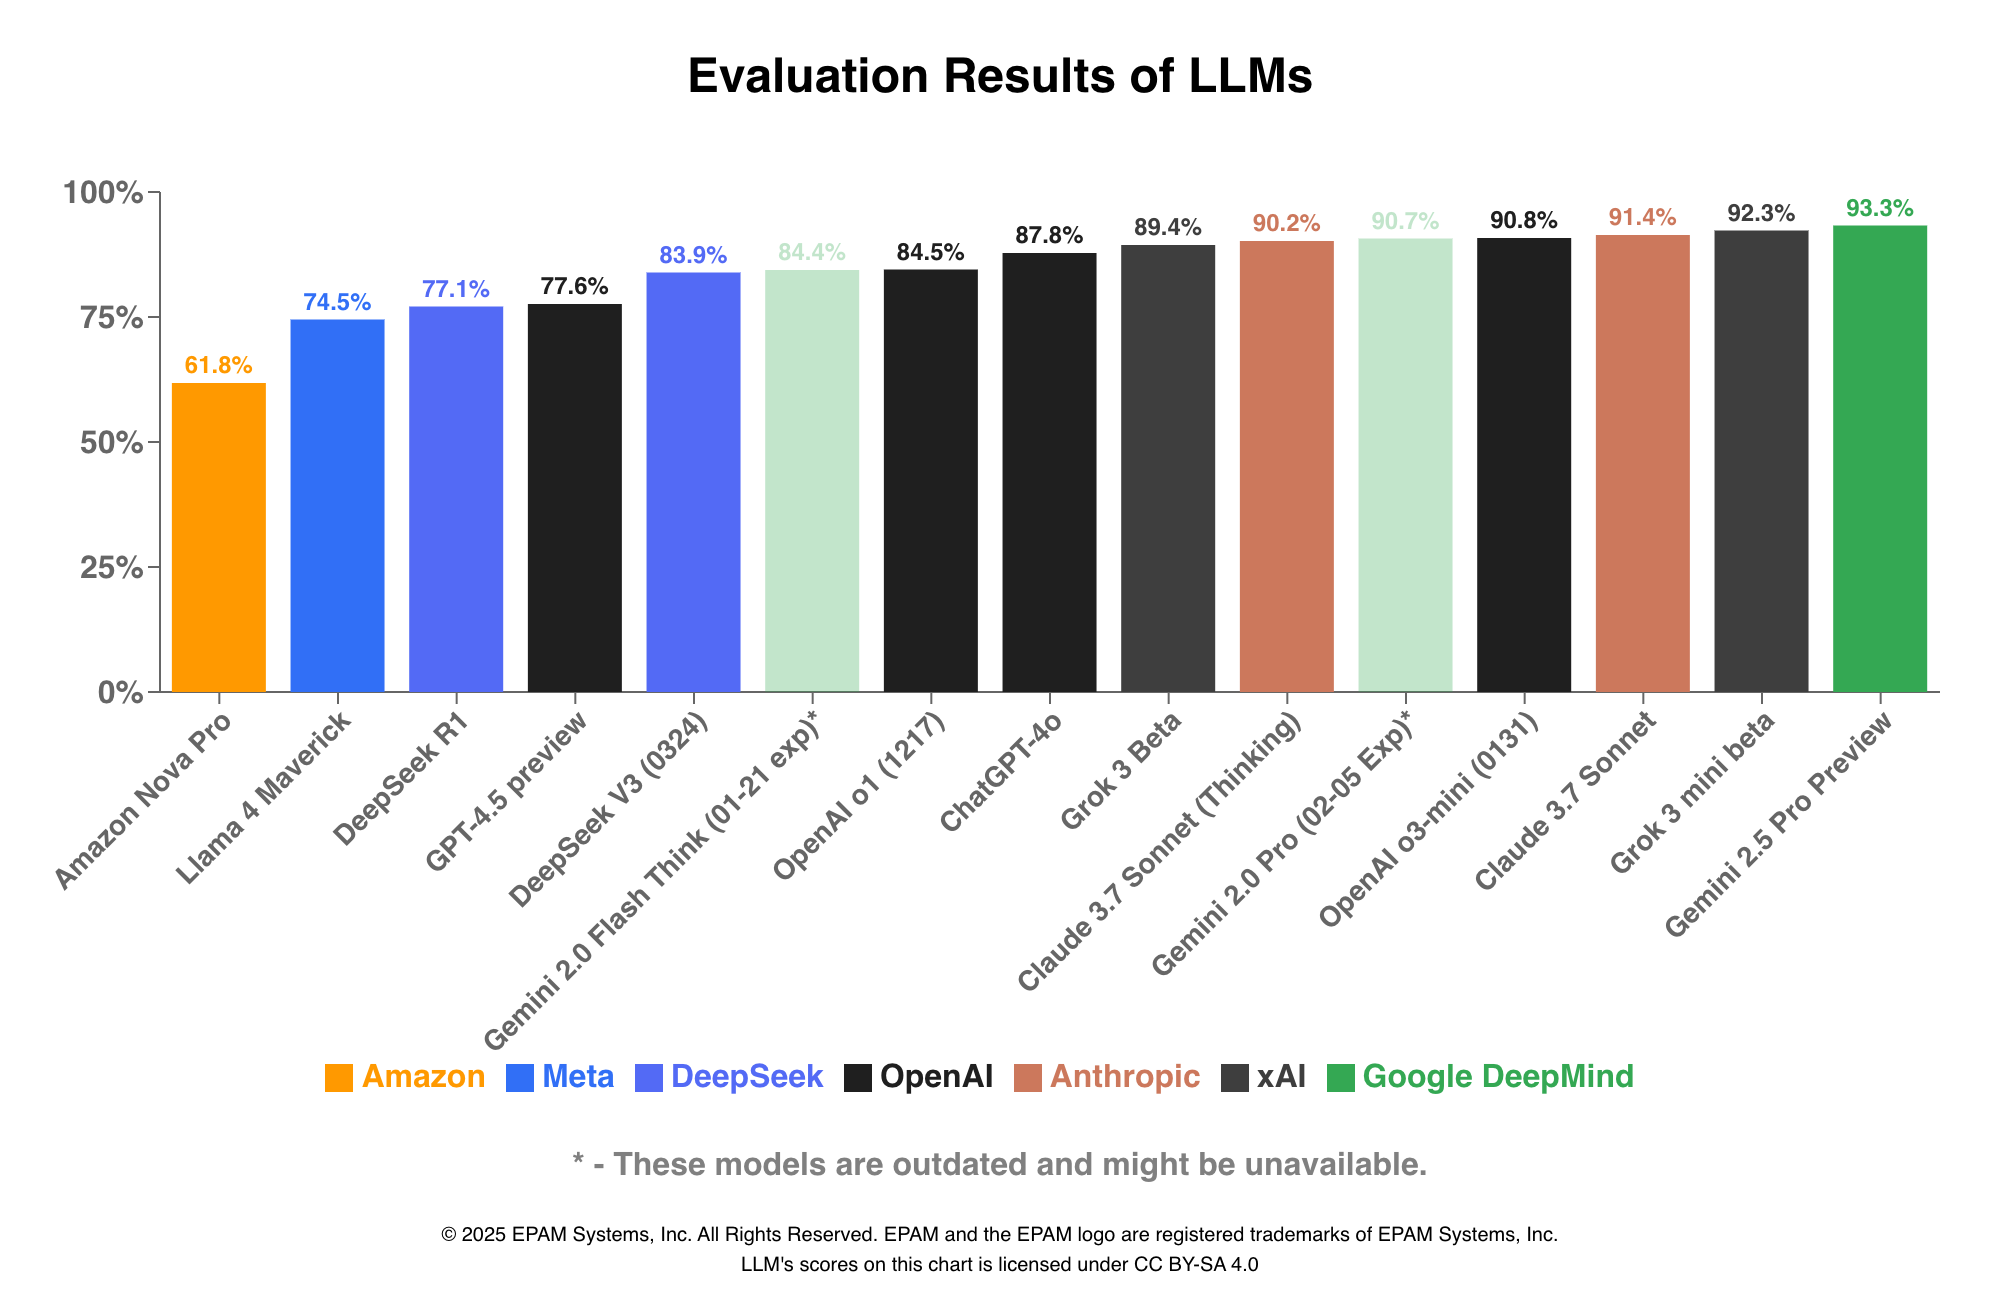 Evaluation Results of LLMs
100%
75%
50%
25%
0%
61.8%
74.5%
77.1%
77.6%
83.9%
84.4%
84.5%
87.8%
89.4%
90.2%
90.7%
90.8%
91.4%
92.3%
93.3%
Amazon Nova Pro
Llama 4 Maverick
DeepSeek R1
GPT-4.5 preview
DeepSeek V3 (0324)
Gemini 2.0 Flash Think (01-21 exp)*
OpenAI o1 (1217)
ChatGPT-4o
Grok 3 Beta
Claude 3.7 Sonnet (Thinking)
Gemini 2.0 Pro (02-05 Exp)*
OpenAI o3-mini (0131)
Claude 3.7 Sonnet
Grok 3 mini beta
Gemini 2.5 Pro Preview
Amazon Meta DeepSeek OpenAI Anthropic xAI Google DeepMind
* - These models are outdated and might be unavailable.
© 2025 EPAM Systems, Inc. All Rights Reserved. EPAM and the EPAM logo are registered trademarks of EPAM Systems, Inc.
LLM's scores on this chart is licensed under CC BY-SA 4.0